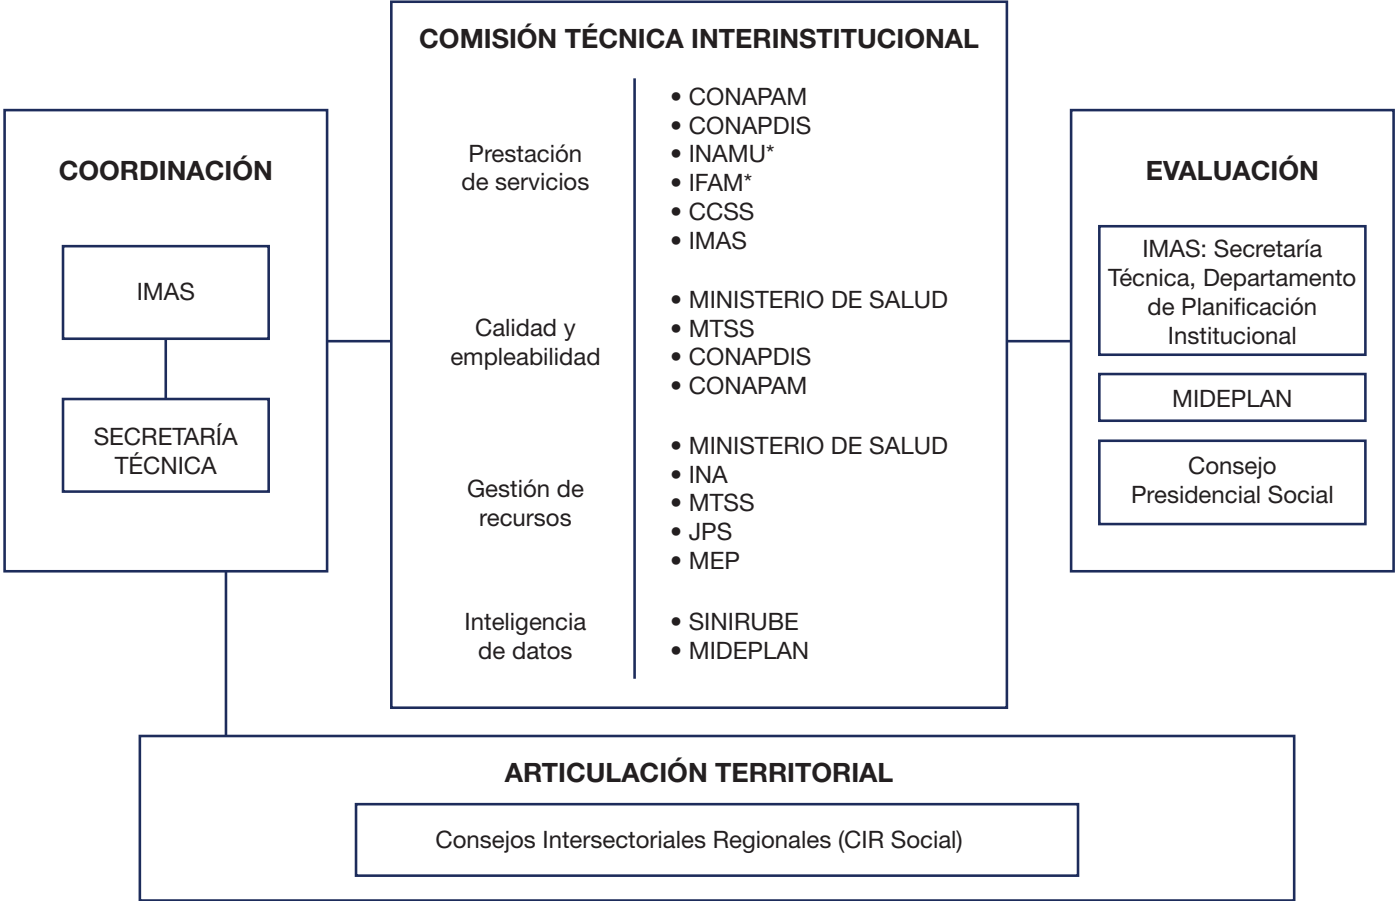 COORDINACIÓN
IMAS
SECRETARÍA
TÉCNICA
COMISIÓN TÉCNICA INTERINSTITUCIONAL
Prestación
de servicios
• CONAPAM
• CONAPDIS
• INAMU*
• IFAM*
• CCSS
• IMAS
Calidad y
empleabilidad
• MINISTERIO DE SALUD
• MTSS
• CONAPDIS
• CONAPAM
Gestión de
recursos
• MINISTERIO DE SALUD
• INA
• MTSS
• JPS
• MEP
Inteligencia
de datos
• SINIRUBE
• MIDEPLAN
EVALUACIÓN
IMAS: Secretaría
Técnica, Departamento
de Planificación
Institucional
MIDEPLAN
Consejo
Presidencial Social
ARTICULACIÓN TERRITORIAL
Consejos Intersectoriales Regionales (CIR Social)